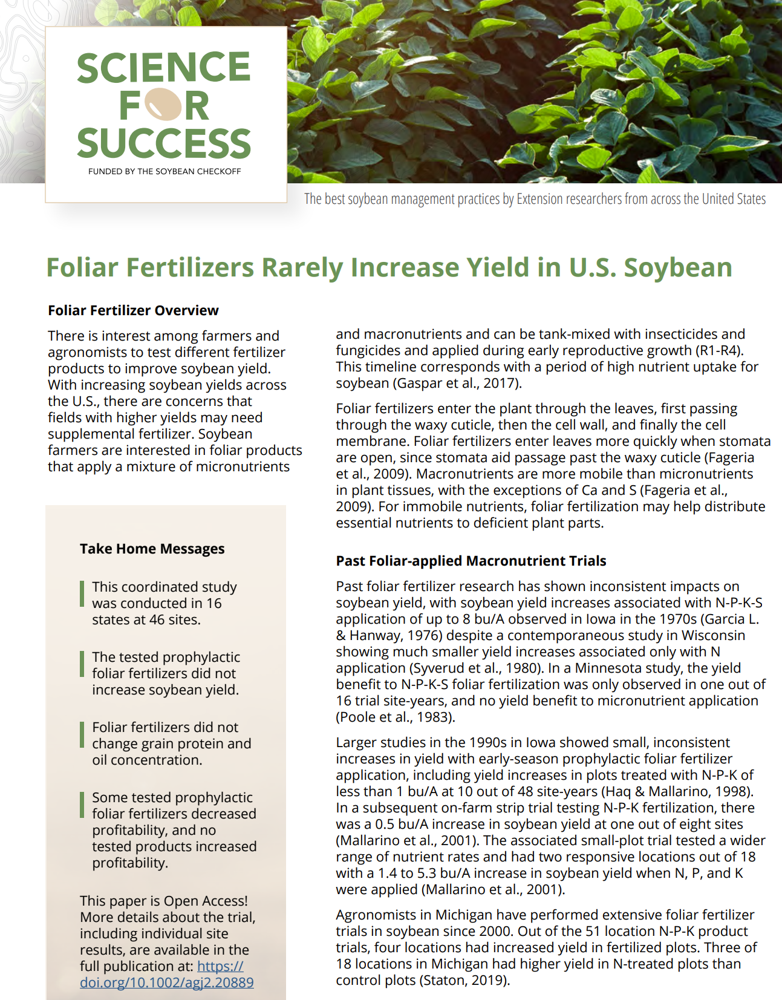 SCIENCE
FOR
SUCCESS
FUNDED BY THE SOYBEAN CHECKOFF
The best soybean management practices by Extension researchers from across the United States
Foliar Fertilizers Rarely Increase Yield in U.S. Soybean
Foliar Fertilizer Overview
There is interest among farmers and
agronomists to test different fertilizer
products to improve soybean yield.
With increasing soybean yields across
the U.S., there are concerns that
fields with higher yields may need
supplemental fertilizer. Soybean
farmers are interested in foliar products
that apply a mixture of micronutrients
and macronutrients and can be tank-mixed with insecticides and
fungicides and applied during early reproductive growth (R1-R4).
This timeline corresponds with a period of high nutrient uptake for
soybean (Gaspar et al., 2017).
Foliar fertilizers enter the plant through the leaves, first passing
through the waxy cuticle, then the cell wall, and finally the cell
membrane. Foliar fertilizers enter leaves more quickly when stomata
are open, since stomata aid passage past the waxy cuticle (Fageria
et al., 2009). Macronutrients are more mobile than micronutrients
in plant tissues, with the exceptions of Ca and S (Fageria et al.,
2009). For immobile nutrients, foliar fertilization may help distribute
essential nutrients to deficient plant parts.
Past Foliar-applied Macronutrient Trials
Past foliar fertilizer research has shown inconsistent impacts on
soybean yield, with soybean yield increases associated with N-P-K-S
application of up to 8 bu/A observed in Iowa in the 1970s (Garcia L.
& Hanway, 1976) despite a contemporaneous study in Wisconsin
showing much smaller yield increases associated only with N
application (Syverud et al., 1980). In a Minnesota study, the yield
benefit to N-P-K-S foliar fertilization was only observed in one out of
16 trial site-years, and no yield benefit to micronutrient application
(Poole et al., 1983).
Larger studies in the 1990s in Iowa showed small, inconsistent
increases in yield with early-season prophylactic foliar fertilizer
application, including yield increases in plots treated with N-P-K of
less than 1 bu/A at 10 out of 48 site-years (Haq & Mallarino, 1998).
In a subsequent on-farm strip trial testing N-P-K fertilization, there
was a 0.5 bu/A increase in soybean yield at one out of eight sites
(Mallarino et al., 2001). The associated small-plot trial tested a wider
range of nutrient rates and had two responsive locations out of 18
with a 1.4 to 5.3 bu/A increase in soybean yield when N, P, and K
were applied (Mallarino et al., 2001).
Agronomists in Michigan have performed extensive foliar fertilizer
trials in soybean since 2000. Out of the 51 location N-P-K product
trials, four locations had increased yield in fertilized plots. Three of
18 locations in Michigan had higher yield in N-treated plots than
control plots (Staton, 2019).
Take Home Messages
This coordinated study
was conducted in 16
states at 46 sites.
The tested prophylactic
foliar fertilizers did not
increase soybean yield.
Foliar fertilizers did not
change grain protein and
oil concentration.
Some tested prophylactic
foliar fertilizers decreased
profitability, and no
tested products increased
profitability.
This paper is Open Access!
More details about the trial,
including individual site
results, are available in the
full publication at: https://
doi.org/10.1002/agj2.20889